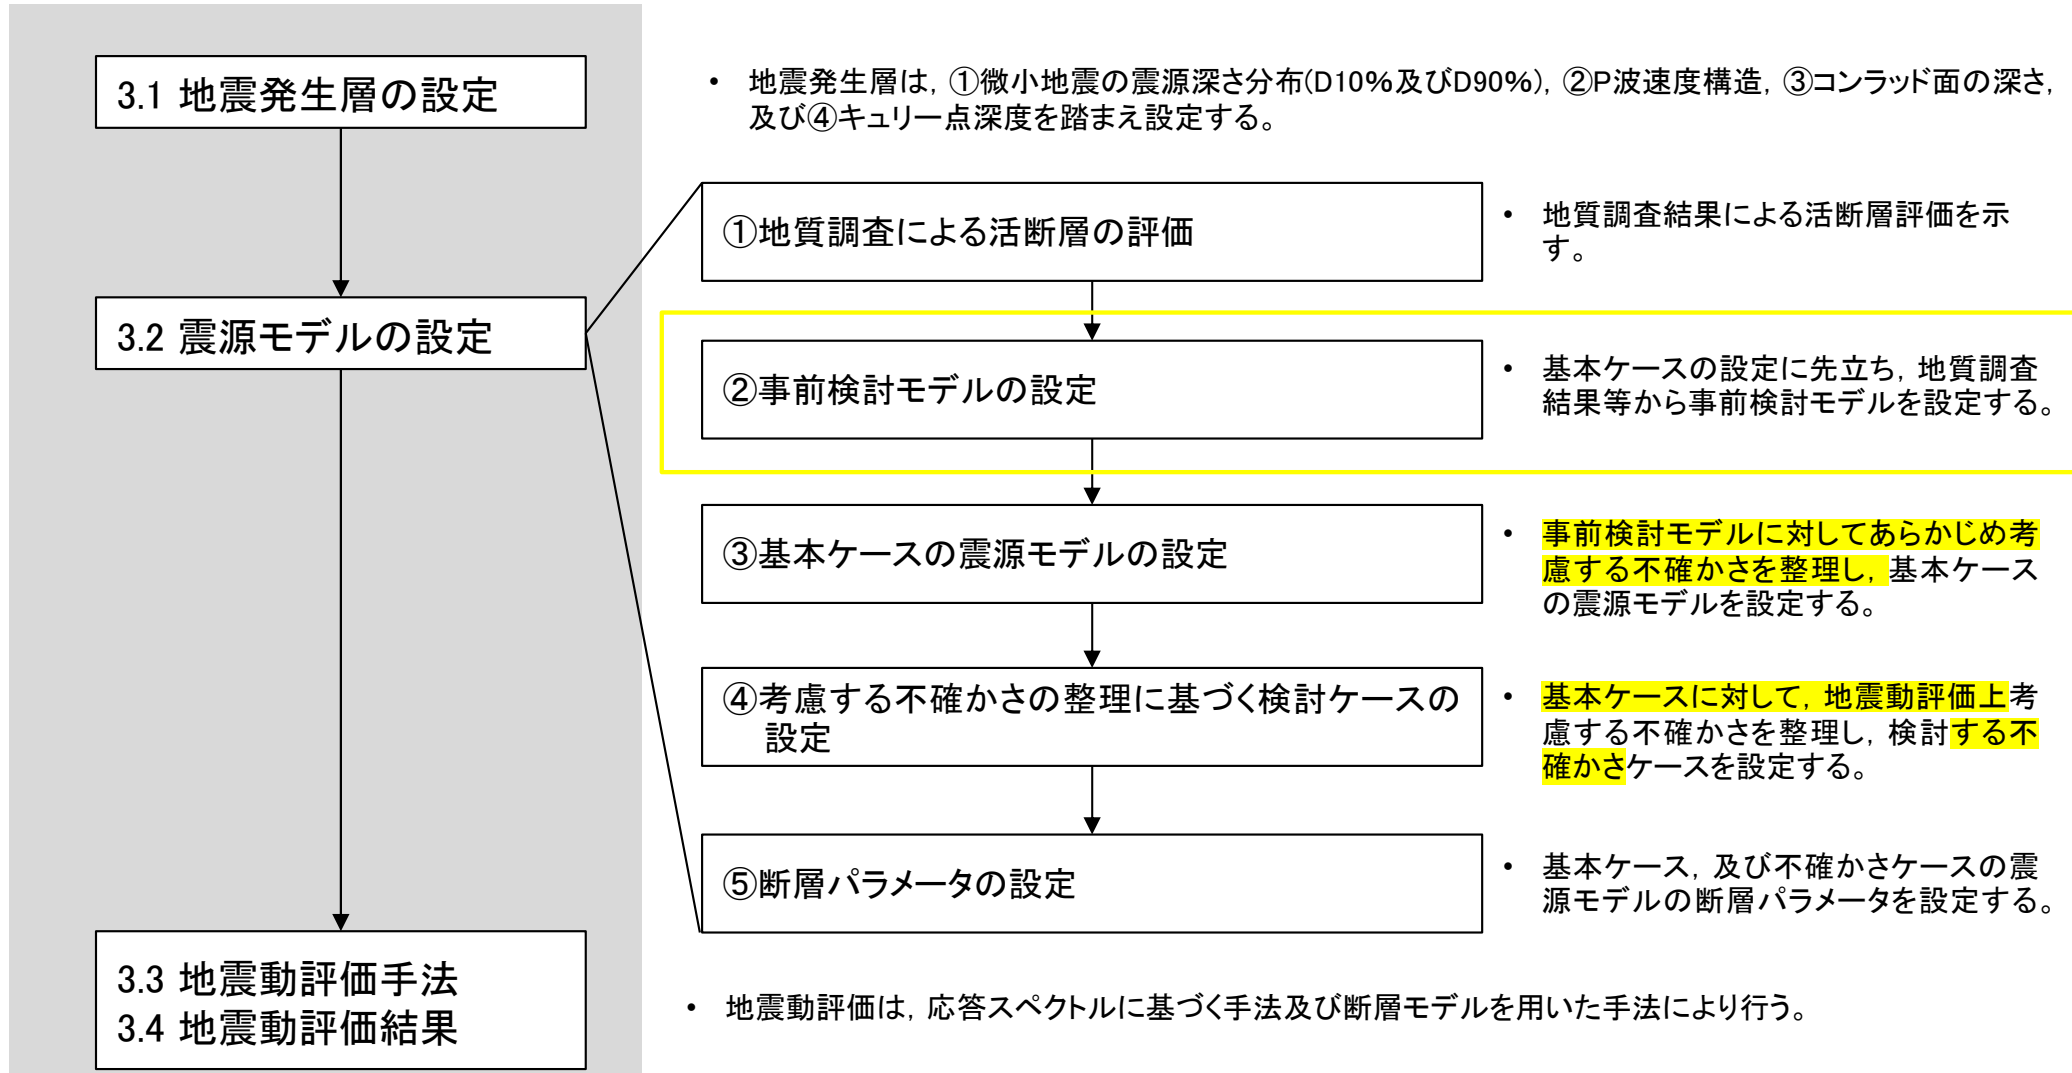 3.1 地震発生層の設定
• 地震発生層は，①微小地震の震源深さ分布(D10%及びD90%)，②P波速度構造，③コンラッド面の深さ，
及び④キュリー点深度を踏まえ設定する。
①地質調査による活断層の評価
• 地質調査結果による活断層評価を示
す。
3.2 震源モデルの設定
②事前検討モデルの設定
• 基本ケースの設定に先立ち，地質調査
結果等から事前検討モデルを設定する。
③基本ケースの震源モデルの設定
• 事前検討モデルに対してあらかじめ考
慮する不確かさを整理し，基本ケース
の震源モデルを設定する。
④考慮する不確かさの整理に基づく検討ケースの
設定
• 基本ケースに対して，地震動評価上考
慮する不確かさを整理し，検討する不
確かさケースを設定する。
⑤断層パラメータの設定
• 基本ケース，及び不確かさケースの震
源モデルの断層パラメータを設定する。
3.3 地震動評価手法
3.4 地震動評価結果
• 地震動評価は，応答スペクトルに基づく手法及び断層モデルを用いた手法により行う。